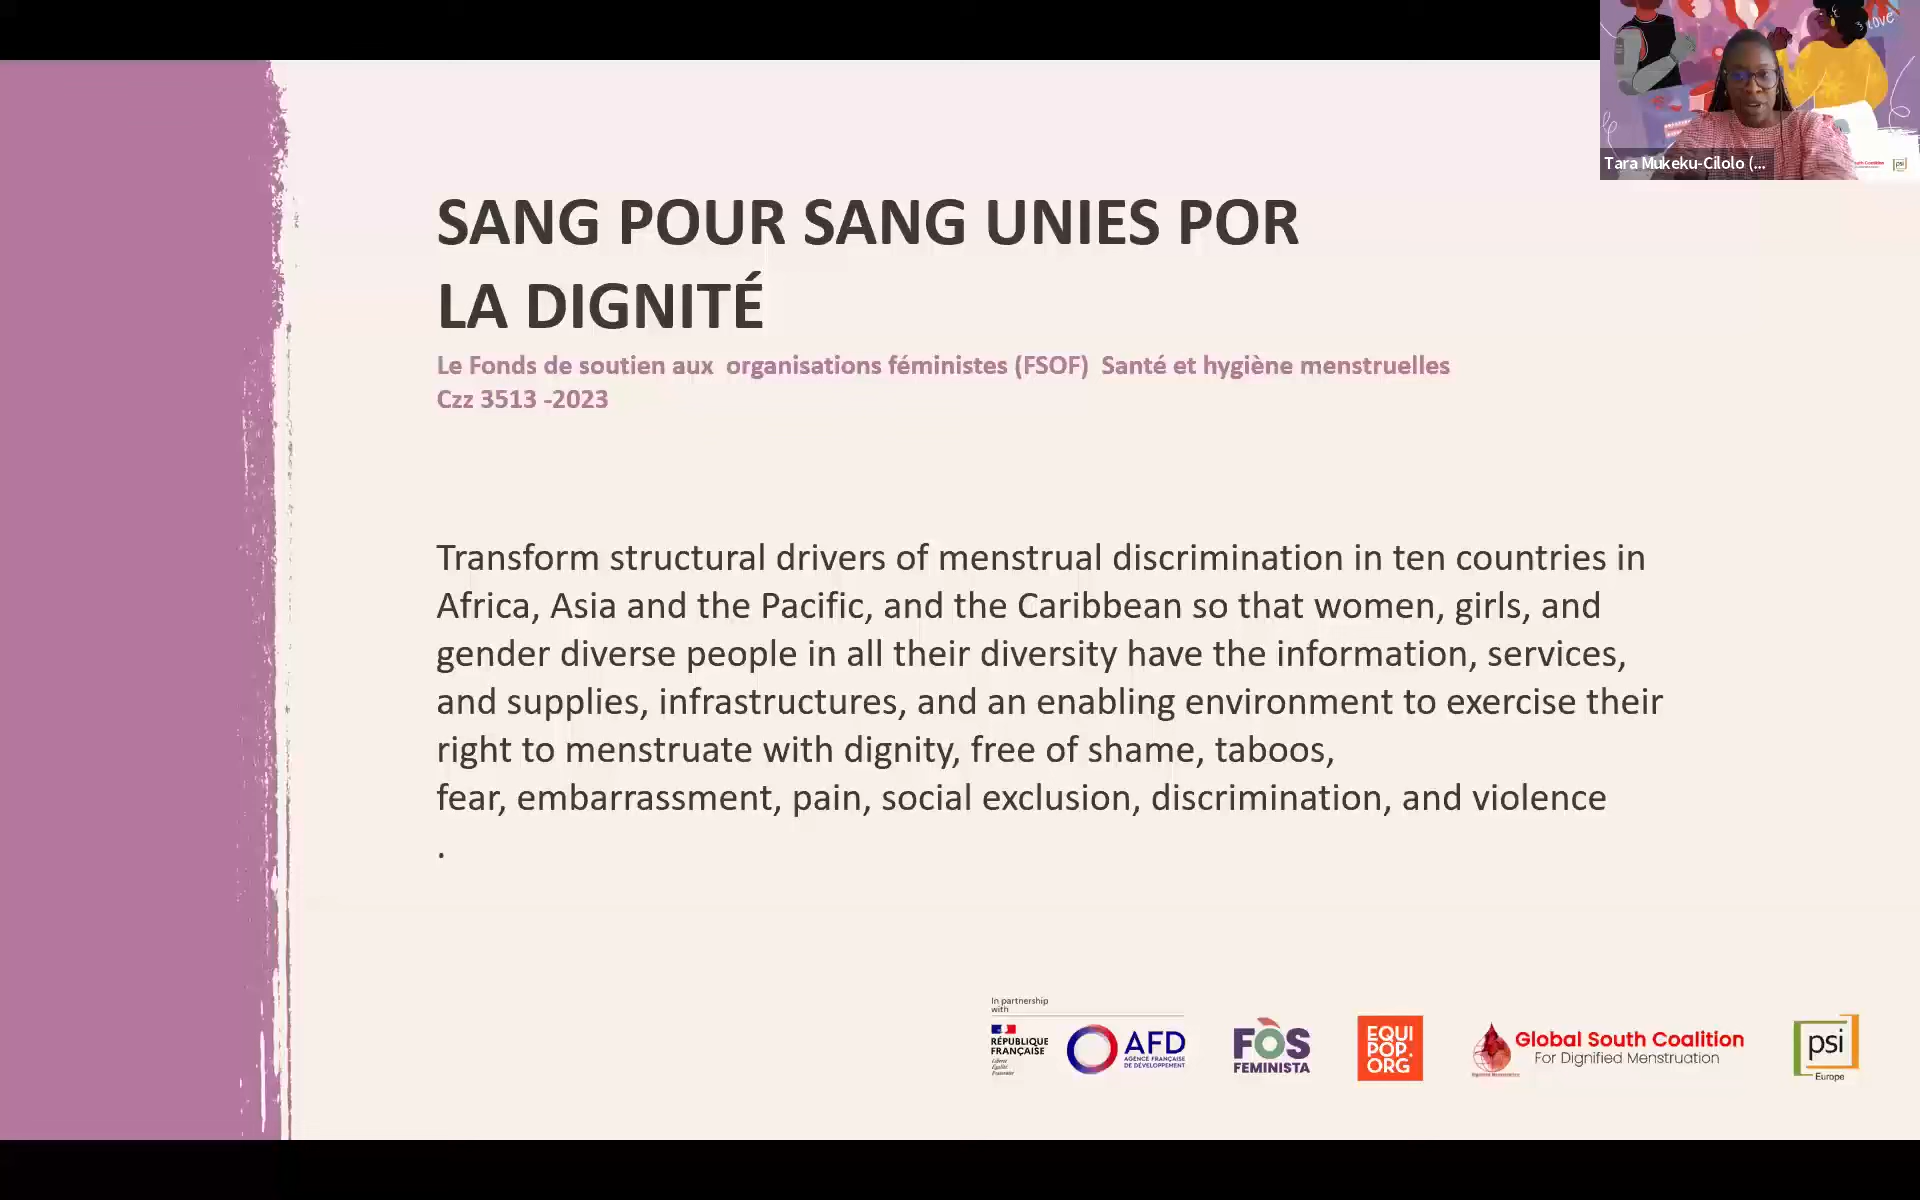 LOVE
Tara Mukeku-Cilolo (...
SANG POUR SANG UNIES POR
LA DIGNITÉ
Le Fonds de soutien aux organisations féministes (FSOF) Santé et hygiène menstruelles
Czz 3513 -2023
Transform structural drivers of menstrual discrimination in ten countries in
Africa, Asia and the Pacific, and the Caribbean so that women, girls, and
gender diverse people in all their diversity have the information, services,
and supplies, infrastructures, and an enabling environment to exercise their
right to menstruate with dignity, free of shame, taboos,
fear, embarrassment, pain, social exclusion, discrimination, and violence
.
In partnership
with
RÉPUBLIQUE
FRANÇAISE
Liberté
Égalité
Fraternité
AFD
AGENCE FRANÇAISE
DE DÉVELOPPEMENT
FÒS
FEMINISTA
EQUI
POP.
ORG
Global South Coalition
For Dignified Menstruation
psi
Europe